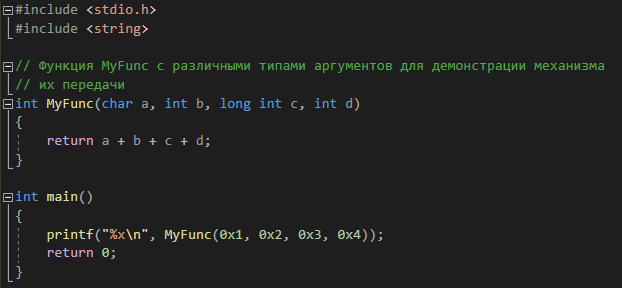 #include <stdio.h>
#include <string>
// Функция MyFunc с различными типами аргументов для демонстрации механизма
// их передачи
int MyFunc(char a, int b, long int c, int d)
{
return a + b + c + d;
}
int main()
{
printf("%x\n", MyFunc(0x1, 0x2, 0x3, 0x4));
return 0;
}